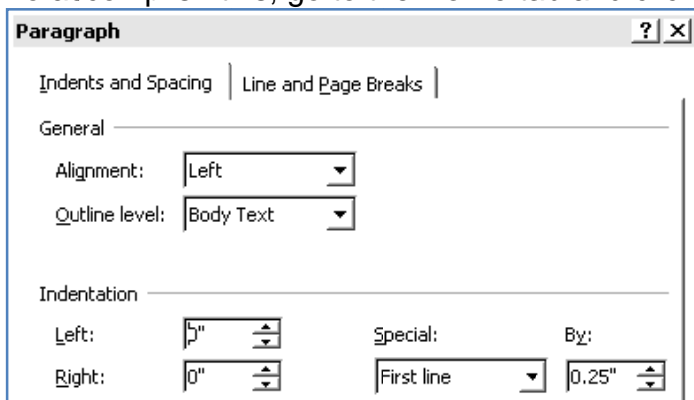 Paragraph
Indents and Spacing Line and Page Breaks
General
Alignment: Left
Outline level: Body Text
Indentation
Left: Special: By:
Right: 0" First line 0.25"